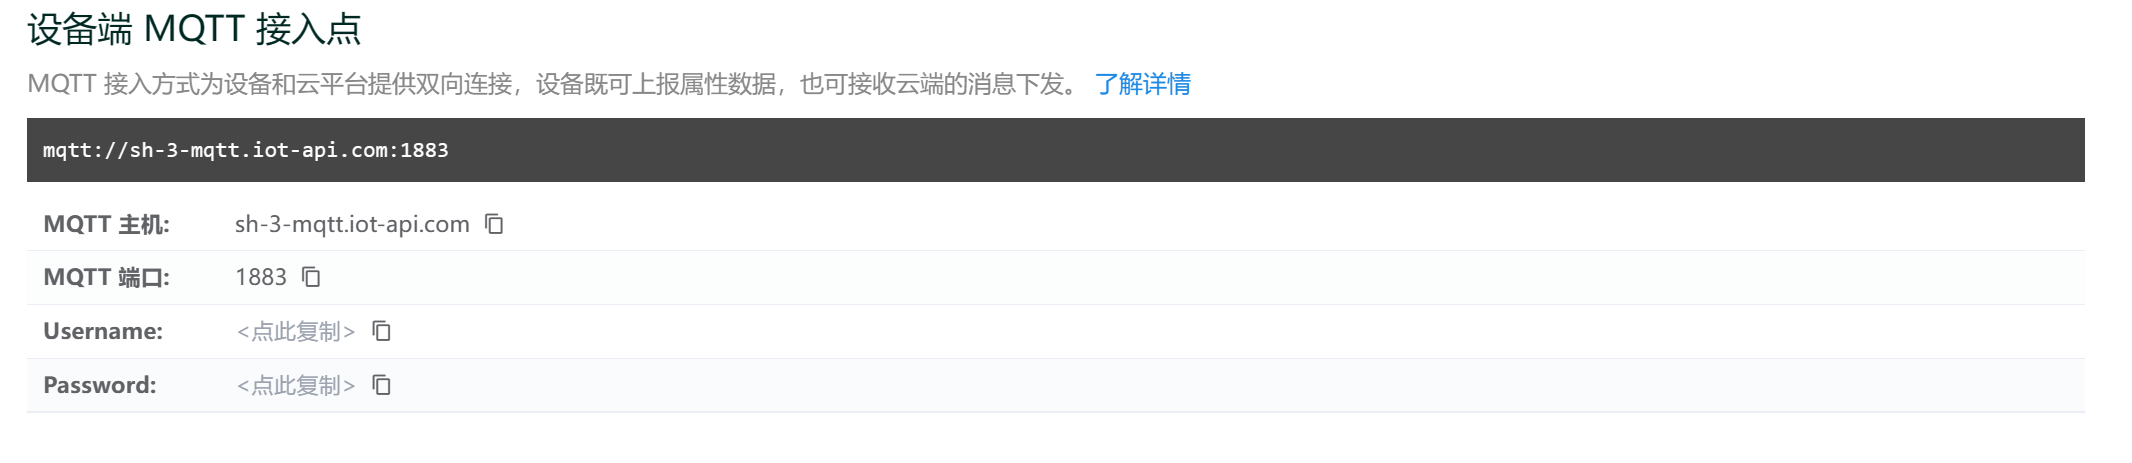 设备端 MQTT 接入点
MQTT 接入方式为设备和云平台提供双向连接，设备既可上报属性数据，也可接收云端的消息下发。 了解详情
mqtt://sh-3-mqtt.iot-api.com:1883
MQTT 主机: sh-3-mqtt.iot-api.com
MQTT 端口: 1883
Username: <点此复制>
Password: <点此复制>